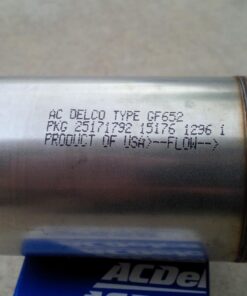 AC DELCO TYPE GF652
PKG 25171792 15176 1296 1
PRODUCT OF USA>--FLOW-->
ACDel